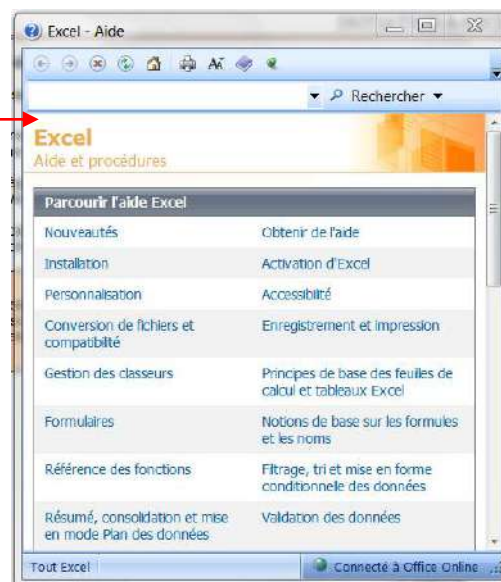 Excel - Aide
Rechercher
Excel
Aide et procédures
Parcourir l'aide Excel
Nouveautés
Obtenir de l'aide
Installation
Activation d'Excel
Personnalisation
Accessibilité
Conversion de fichiers et
compatibilité
Enregistrement et impression
Gestion des classeurs
Principes de base des feuilles de
calcul et tableaux Excel
Formulaires
Notions de base sur les formules
et les noms
Référence des fonctions
Filtrage, tri et mise en forme
conditionnelle des données
Résumé, consolidation et mise
en mode Plan des données
Validation des données
Tout Excel
Connecté à Office Online